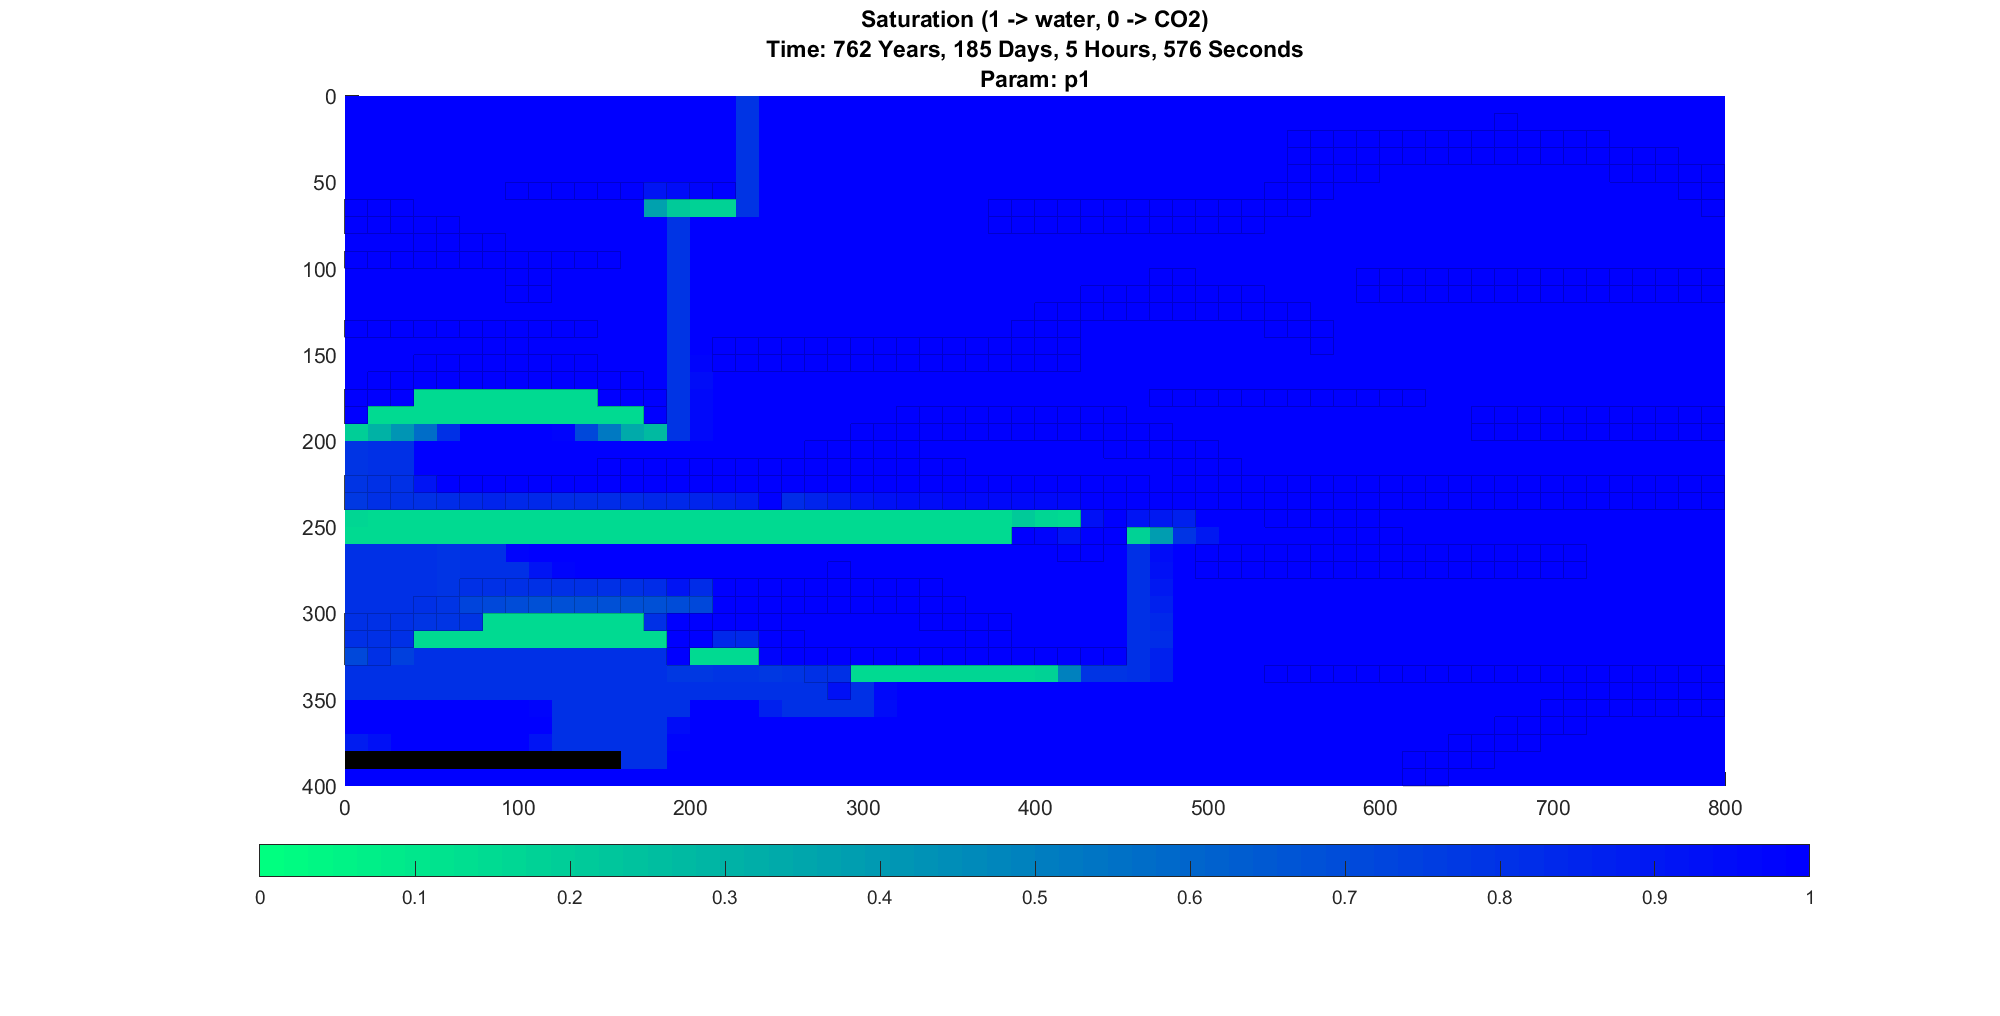 Saturation (1 -> water, 0 -> CO2)
Time: 762 Years, 185 Days, 5 Hours, 576 Seconds
Param: p1
0
50
100
150
200
250
300
350
400
0 100 200 300 400 500 600 700 800
0 0.1 0.2 0.3 0.4 0.5 0.6 0.7 0.8 0.9 1